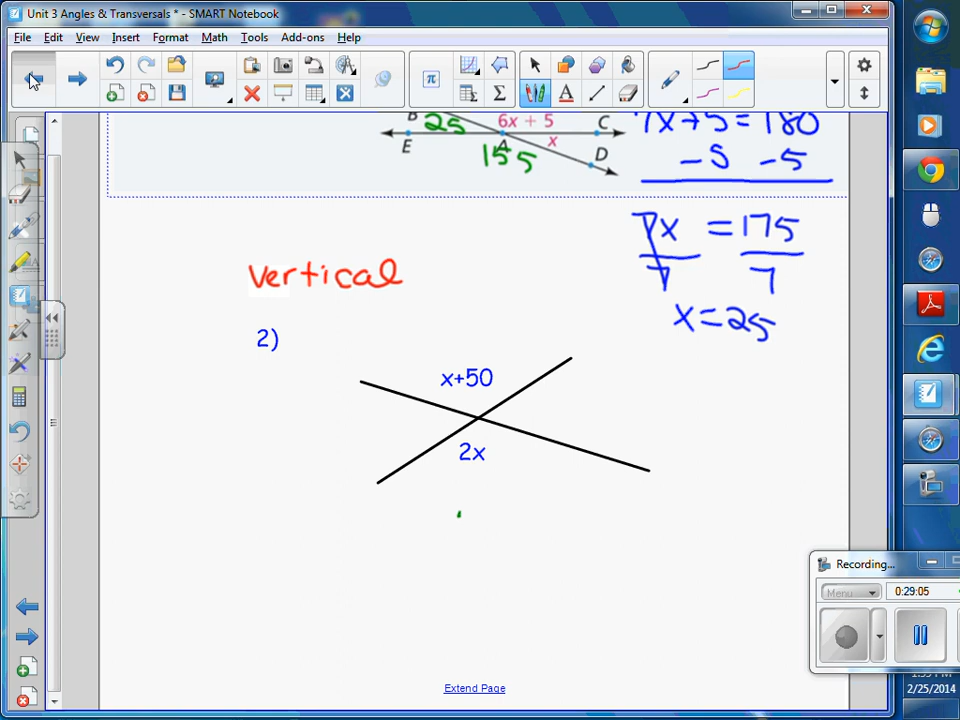 Unit 3 Angles & Transversals * - SMART Notebook
File Edit View Insert Format Math Tools Add-ons Help
25 6x + 5 C
E A x
155 D
7x+5=180
-5 -5
7x = 175
7 7
x=25
vertical
2)
x+50
2x
Extend Page
Recording...
Menu 0:29:05
2/25/2014